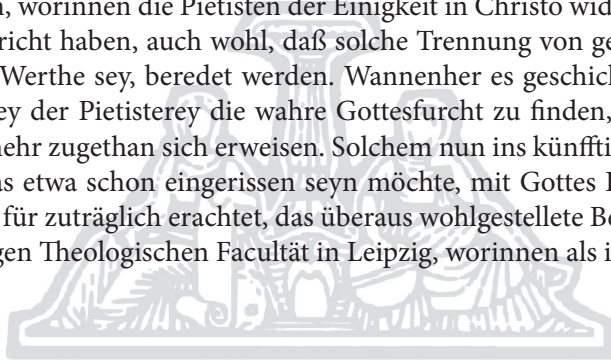 worinnen die Pietisten der Einigkeit in Christo wid
richt haben, auch wohl, daß solche Trennung von ge
Werthe sey, beredet werden. Wannenher es geschich
ey der Pietisterey die wahre Gottesfurcht zu finden,
ehr zugethan sich erweisen. Solchem nun ins künffti
as etwa schon eingerissen seyn möchte, mit Gottes
für zuträglich erachtet, das überaus wohlgestellete Be
gen Theologischen Facultät in Leipzig, worinnen als i